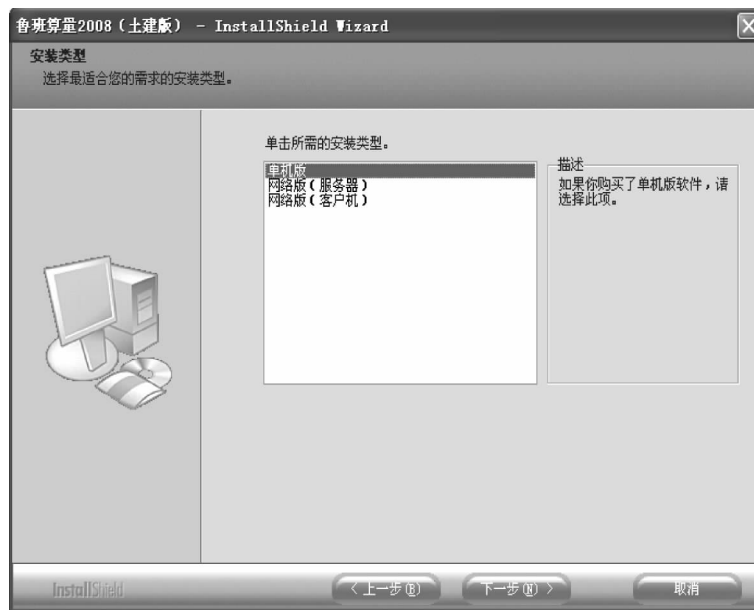 鲁班算量2008（土建版） - InstallShield Wizard
安装类型
选择最适合您的需求的安装类型。
单击所需的安装类型。
单机版
网络版(服务器)
网络版(客户机)
描述
如果你购买了单机版软件，请
选择此项。
InstallShield
< 上一步(B)
下一步(N) >
取消